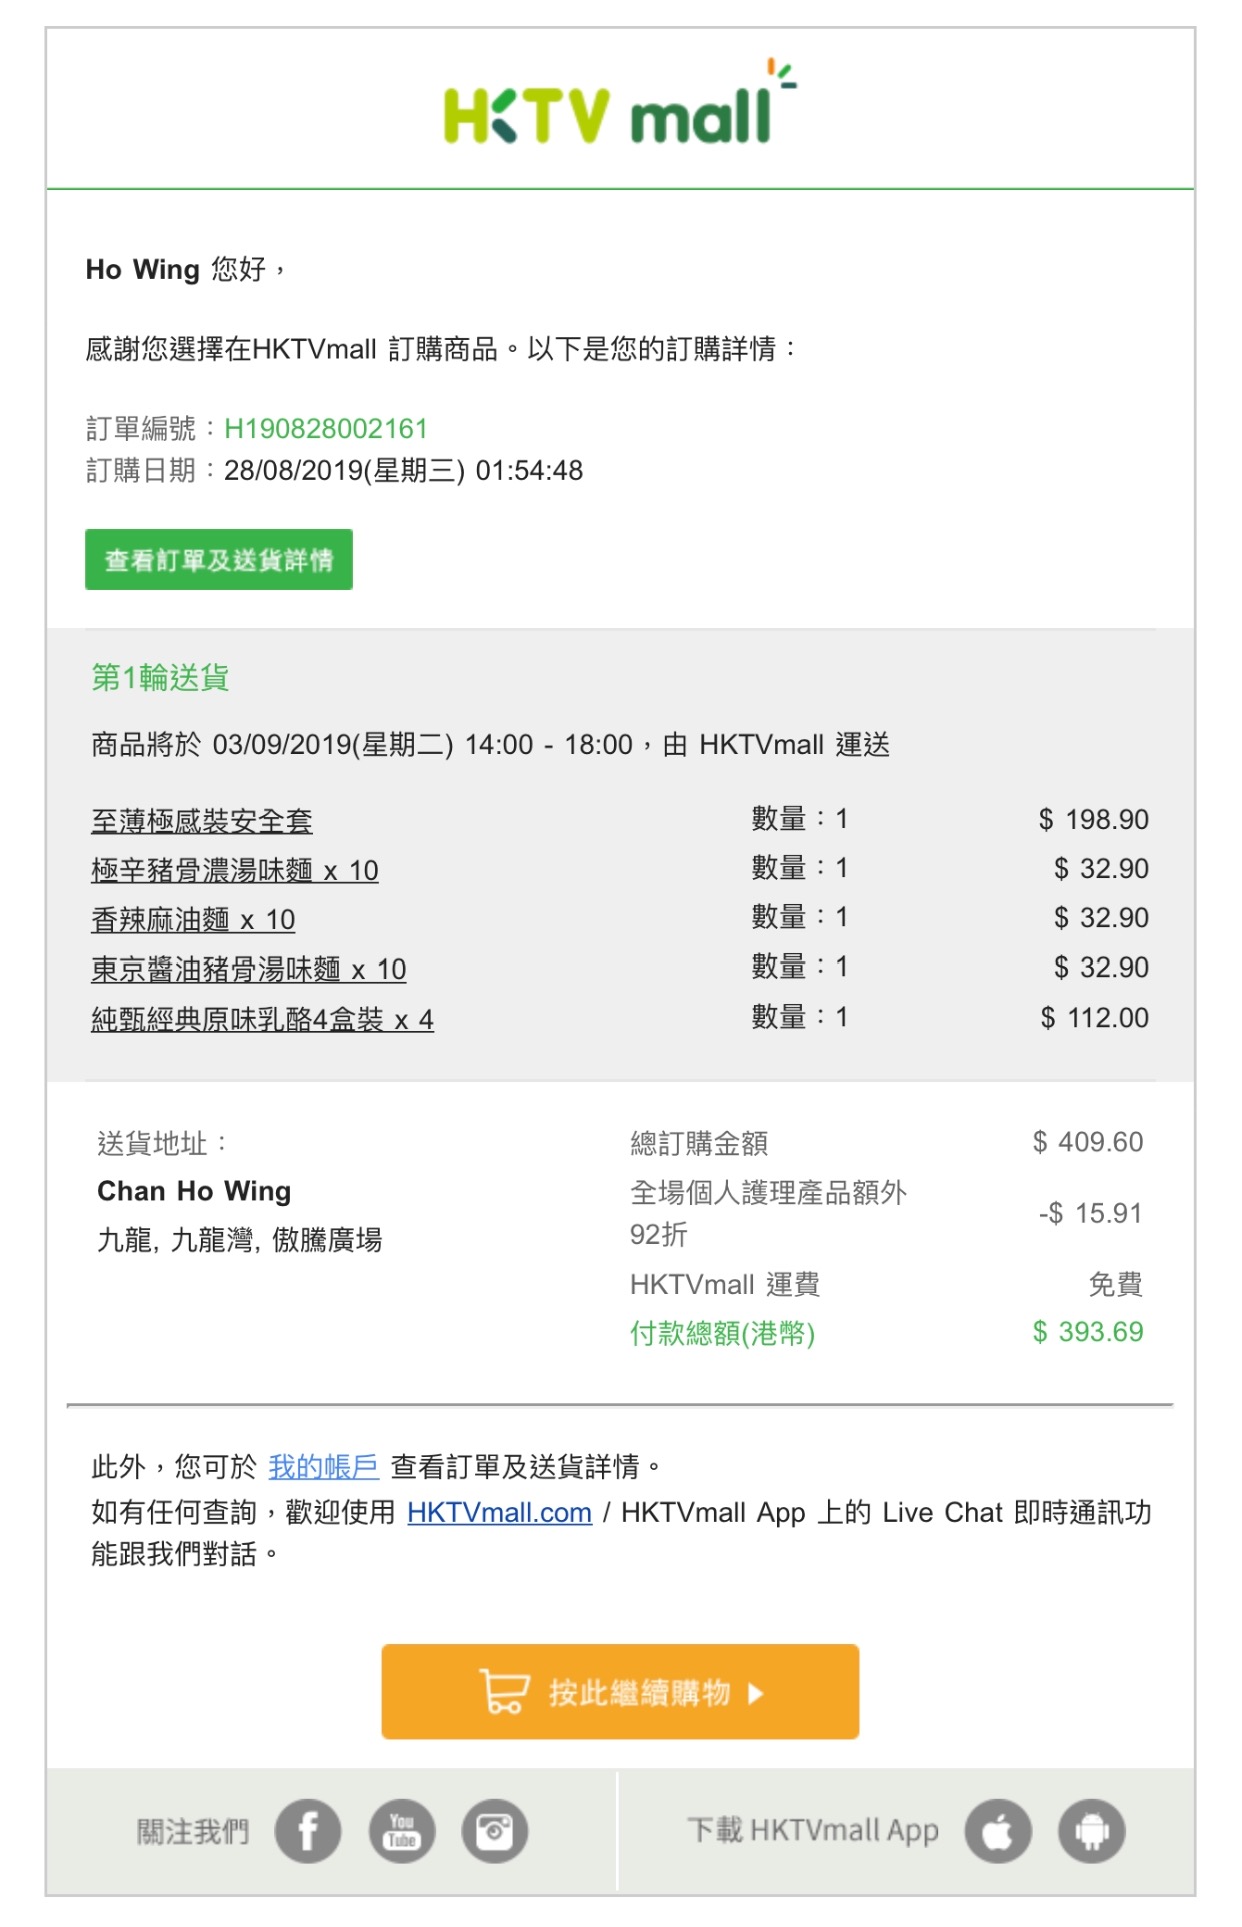 HKTV mall
Ho Wing 您好，
感謝您選擇在HKTVmall 訂購商品。以下是您的訂購詳情：
訂單編號：H190828002161
訂購日期：28/08/2019(星期三) 01:54:48
查看訂單及送貨詳情
第1輪送貨
商品將於 03/09/2019(星期二) 14:00 - 18:00，由 HKTVmall 運送
至薄極感裝安全套 數量：1 $ 198.90
極辛豬骨濃湯味麵 x 10 數量：1 $ 32.90
香辣麻油麵 x 10 數量：1 $ 32.90
東京醬油豬骨湯味麵 x 10 數量：1 $ 32.90
純甄經典原味乳酪4盒裝 x 4 數量：1 $ 112.00
送貨地址：
Chan Ho Wing
九龍, 九龍灣, 傲騰廣場
總訂購金額 $ 409.60
全場個人護理產品額外
92折 -$ 15.91
HKTVmall 運費 免費
付款總額(港幣) $ 393.69
此外，您可於 我的帳戶 查看訂單及送貨詳情。
如有任何查詢，歡迎使用 HKTVmall.com / HKTVmall App 上的 Live Chat 即時通訊功
能跟我們對話。
按此繼續購物
關注我們 f You Tube
下載 HKTVmall App